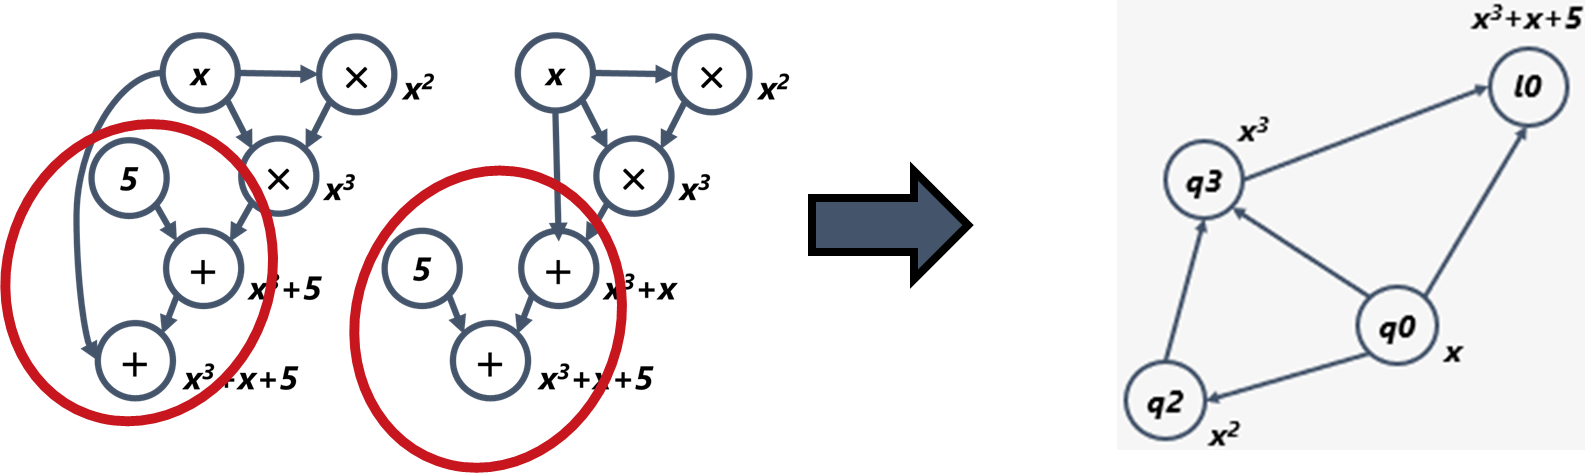 x × x²
5 × x³
+ x³+5
+ x³+x+5
x × x²
× x³
5 + x³+x
+ x³+x+5
x³+x+5
l0
x³
q3
q0 x
q2 x²